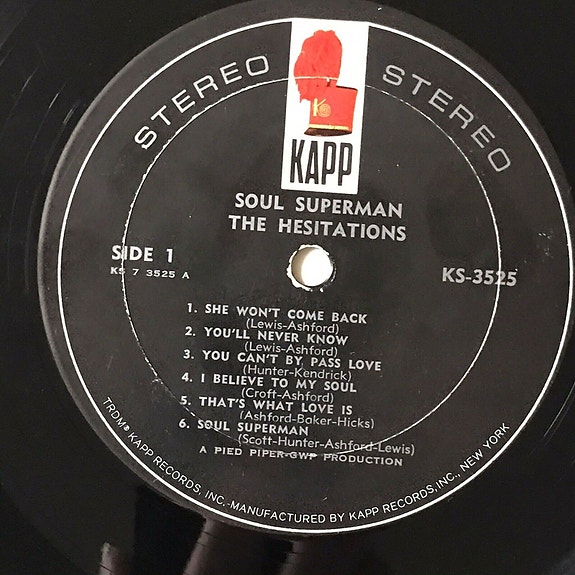 STEREO STEREO
K
KAPP
SOUL SUPERMAN
THE HESITATIONS
SIDE 1
KS 7 3525 A
KS-3525
1. SHE WON'T COME BACK
(Lewis-Ashford)
2. YOU'LL NEVER KNOW
(Lewis-Ashford)
3. YOU CAN'T BY PASS LOVE
(Hunter-Kendrick)
4. I BELIEVE TO MY SOUL
(Croft-Ashford)
5. THAT'S WHAT LOVE IS
(Ashford-Baker-Hicks)
6. SOUL SUPERMAN
(Scott-Hunter-Ashford-Lewis)
A PIED PIPER-GWP PRODUCTION
TRDM® KAPP RECORDS, INC.-MANUFACTURED BY KAPP RECORDS, INC., NEW YORK